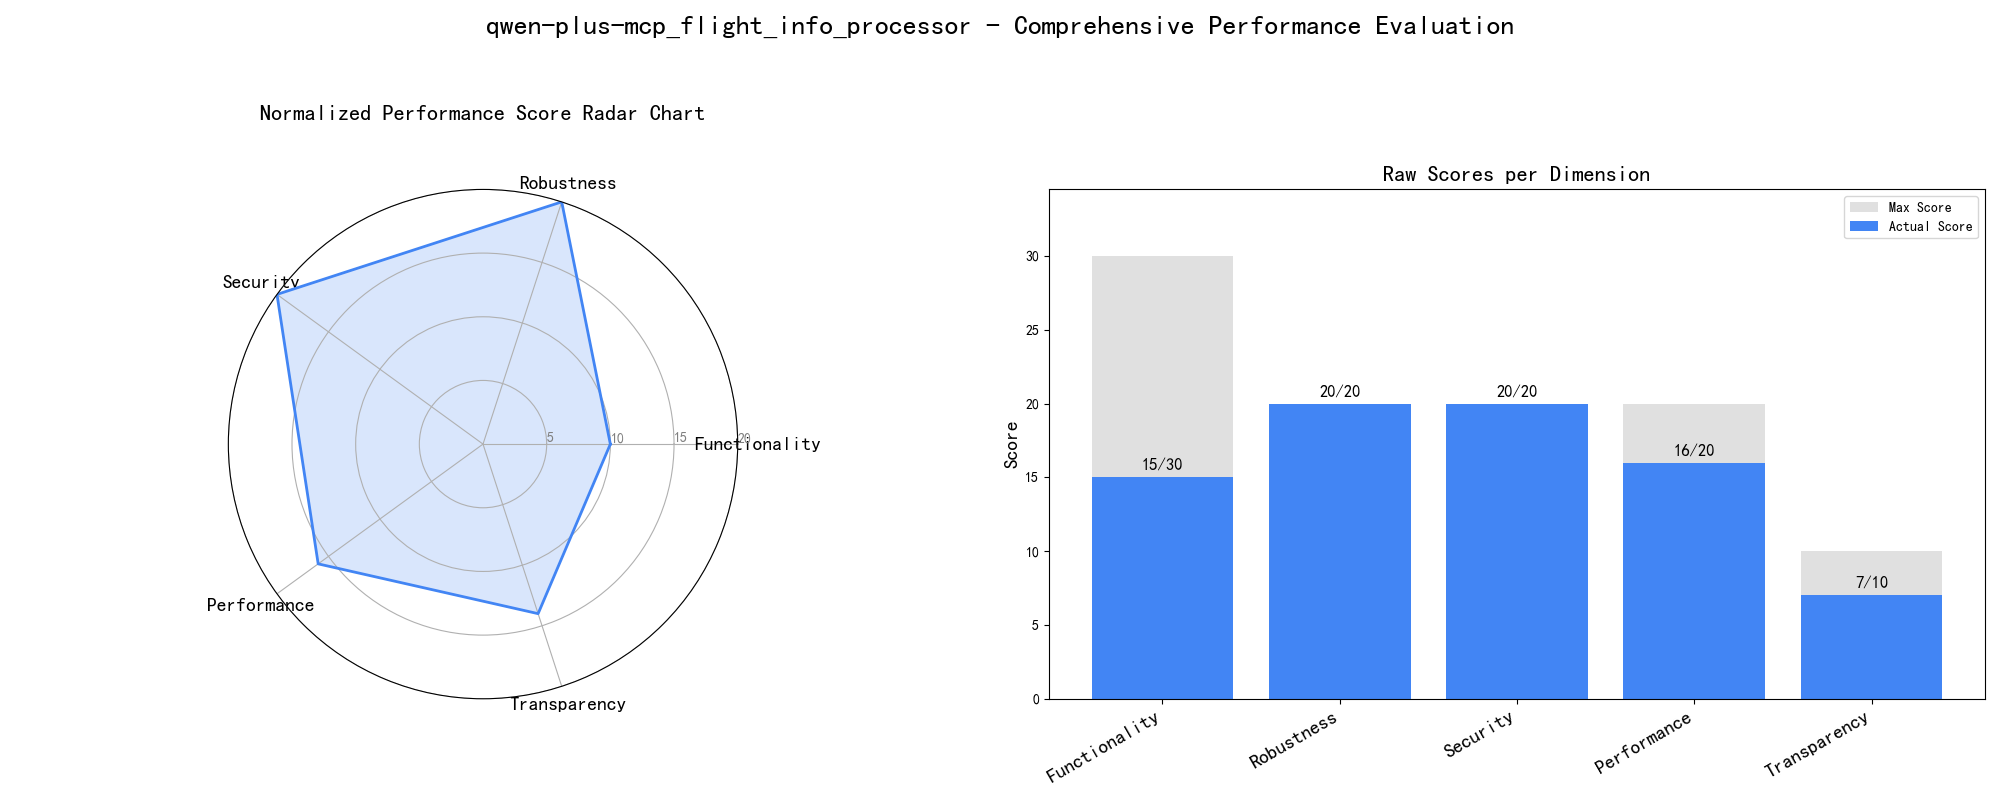 qwen-plus-mcp_flight_info_processor - Comprehensive Performance Evaluation
Normalized Performance Score Radar Chart
Robustness
Security
5
10
15
20
Functionality
Performance
Transparency
Raw Scores per Dimension
Max Score
Actual Score
Score
30
25
20
15
10
5
0
15/30
20/20
20/20
16/20
7/10
Functionality
Robustness
Security
Performance
Transparency